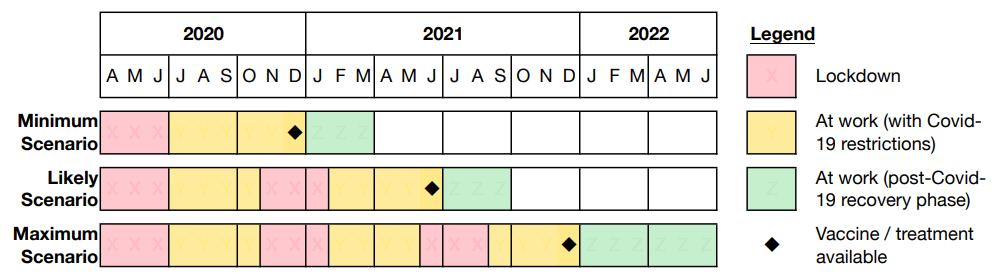 2020 2021 2022 Legend
A M J J A S O N D J F M A M J J A S O N D J F M A M J
X Lockdown
Minimum
Scenario
X X X Z Z Z
At work (with Covid-
19 restrictions)
Likely
Scenario
X X X X X X Z Z Z
Z At work (post-Covid-
19 recovery phase)
Maximum
Scenario
X X X X X X X X X Z Z Z Z Z Z
Vaccine / treatment
available